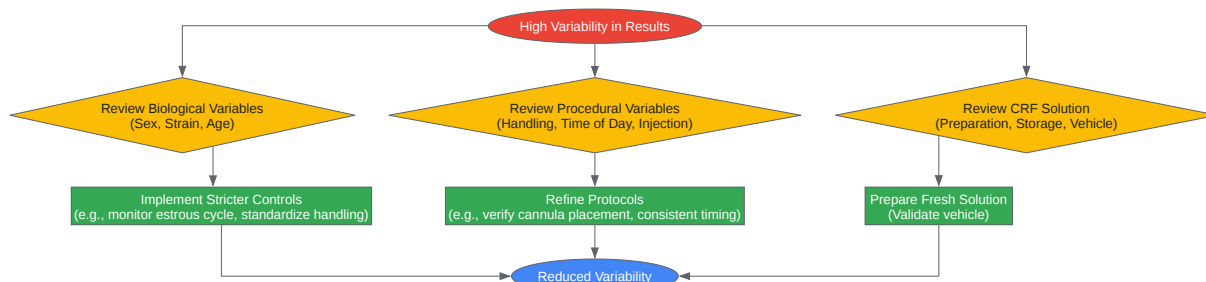 High Variability in Results
Review Biological Variables
(Sex, Strain, Age)
Review Procedural Variables
(Handling, Time of Day, Injection)
Review CRF Solution
(Preparation, Storage, Vehicle)
Implement Stricter Controls
(e.g., monitor estrous cycle, standardize handling)
Refine Protocols
(e.g., verify cannula placement, consistent timing)
Prepare Fresh Solution
(Validate vehicle)
Reduced Variability